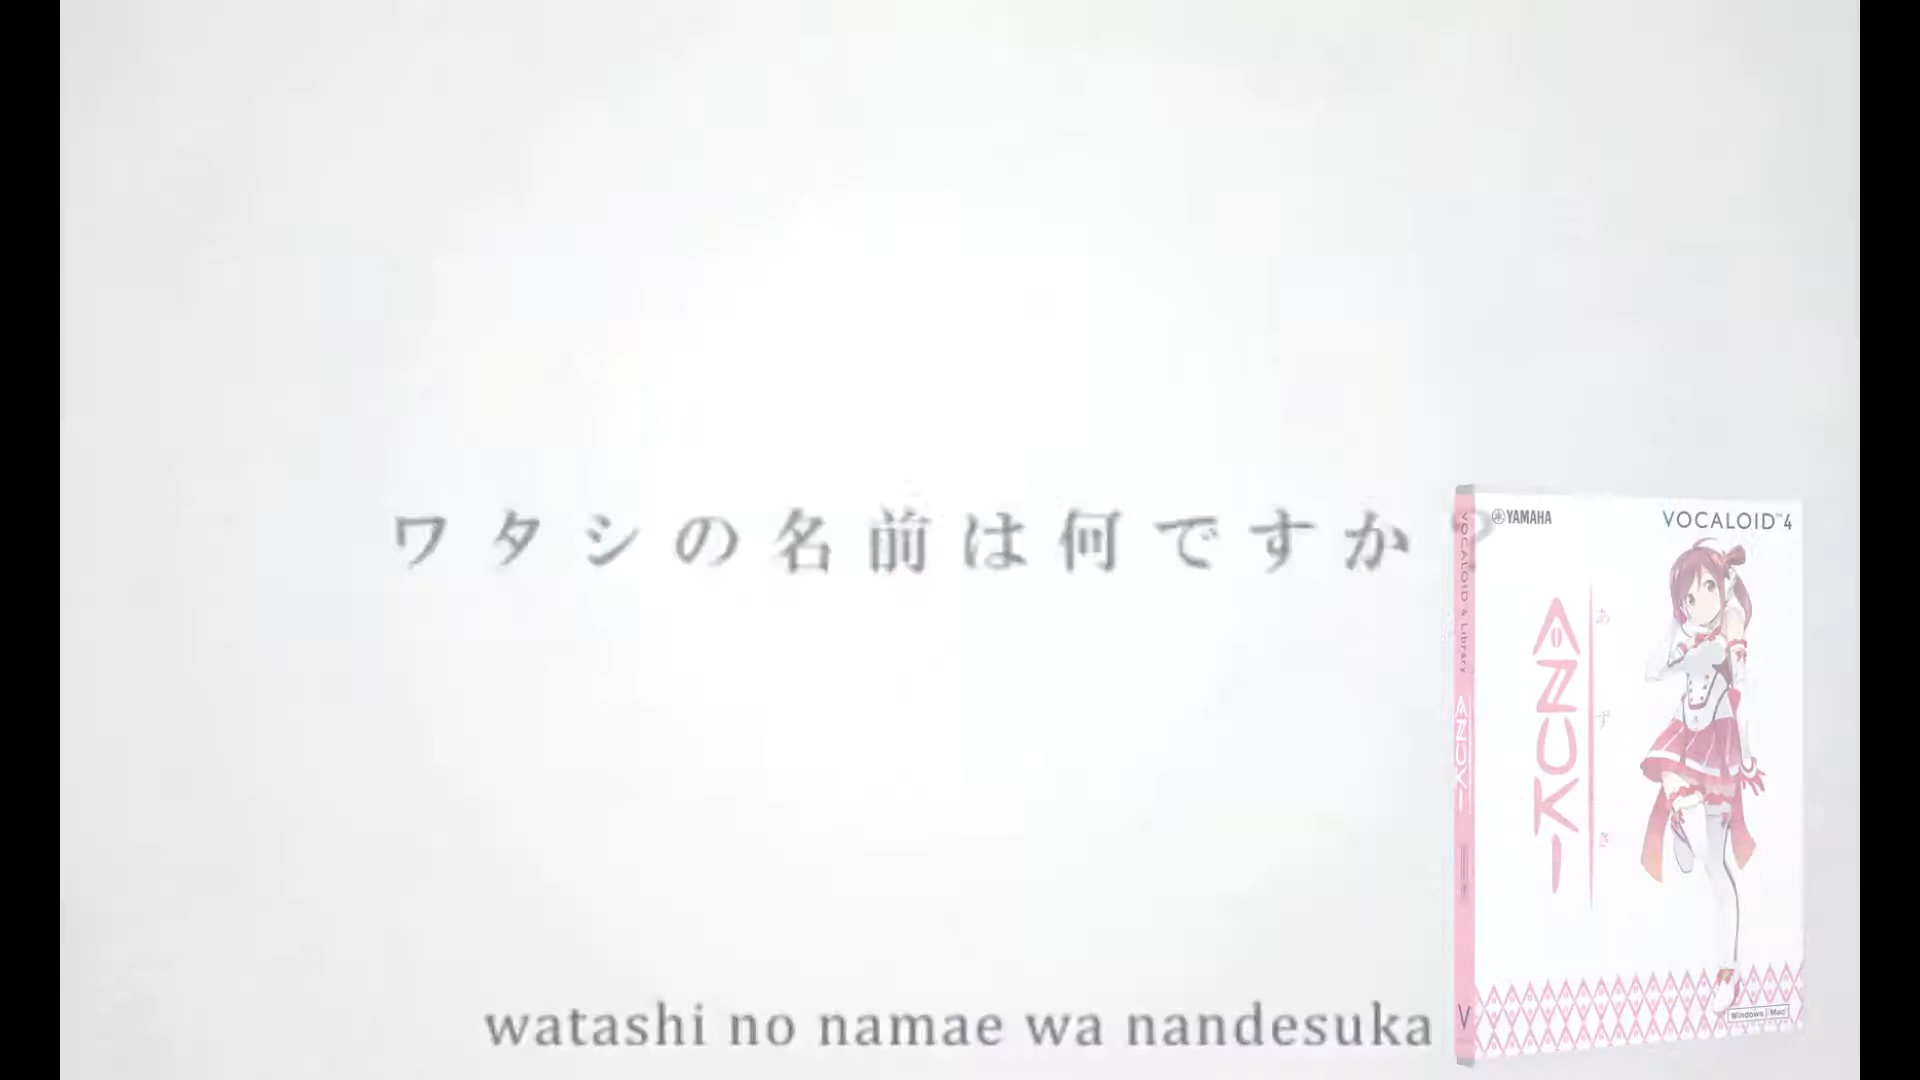 ワタシの名前は何ですか?
YAMAHA
VOCALOID™4
AZUKI
あずき
VOCALOID 4 Library
AZUKI
V
Windows / Mac
watashi no namae wa nandesuka